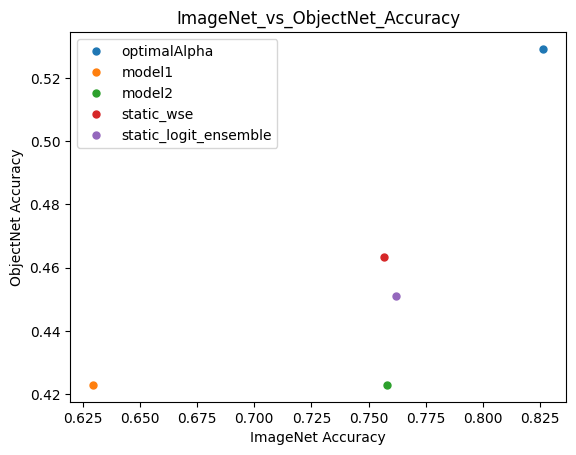 ImageNet_vs_ObjectNet_Accuracy
optimalAlpha
model1
model2
static_wse
static_logit_ensemble
ObjectNet Accuracy
0.52
0.50
0.48
0.46
0.44
0.42
0.625 0.650 0.675 0.700 0.725 0.750 0.775 0.800 0.825
ImageNet Accuracy